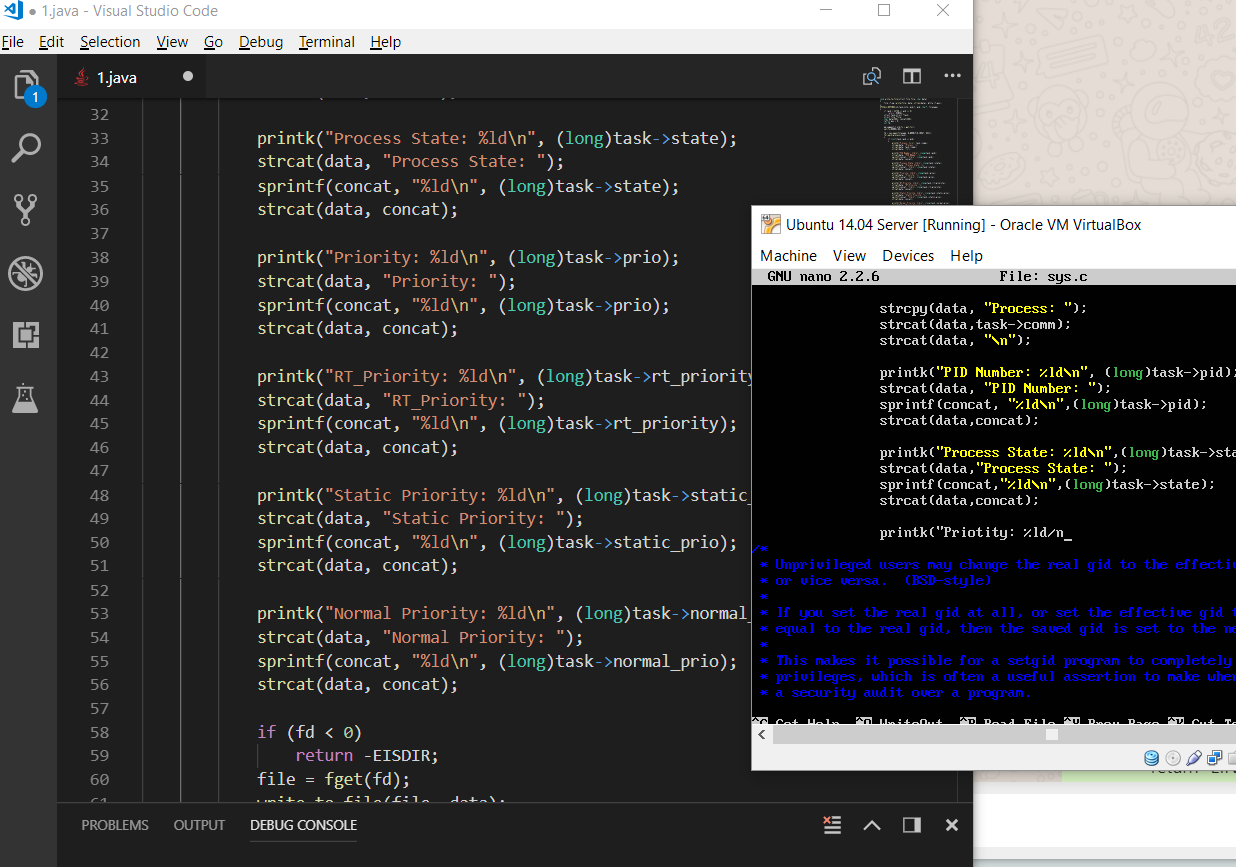 ● 1.java - Visual Studio Code
File Edit Selection View Go Debug Terminal Help
1
1.java
32
33 printk("Process State: %ld\n", (long)task->state);
34 strcat(data, "Process State: ");
35 sprintf(concat, "%ld\n", (long)task->state);
36 strcat(data, concat);
37
38 printk("Priority: %ld\n", (long)task->prio);
39 strcat(data, "Priority: ");
40 sprintf(concat, "%ld\n", (long)task->prio);
41 strcat(data, concat);
42
43 printk("RT_Priority: %ld\n", (long)task->rt_priority
44 strcat(data, "RT_Priority: ");
45 sprintf(concat, "%ld\n", (long)task->rt_priority);
46 strcat(data, concat);
47
48 printk("Static Priority: %ld\n", (long)task->static_
49 strcat(data, "Static Priority: ");
50 sprintf(concat, "%ld\n", (long)task->static_prio);
51 strcat(data, concat);
52
53 printk("Normal Priority: %ld\n", (long)task->normal_
54 strcat(data, "Normal Priority: ");
55 sprintf(concat, "%ld\n", (long)task->normal_prio);
56 strcat(data, concat);
57
58 if (fd < 0)
59 return -EISDIR;
60 file = fget(fd);
61 write_to_file(file, data);
PROBLEMS OUTPUT DEBUG CONSOLE
Ubuntu 14.04 Server [Running] - Oracle VM VirtualBox
Machine View Devices Help
GNU nano 2.2.6 File: sys.c
strcpy(data, "Process: ");
strcat(data,task->comm);
strcat(data, "\n");
printk("PID Number: %ld\n", (long)task->pid);
strcat(data, "PID Number: ");
sprintf(concat, "%ld\n",(long)task->pid);
strcat(data,concat);
printk("Process State: %ld\n",(long)task->sta
strcat(data,"Process State: ");
sprintf(concat,"%ld\n",(long)task->state);
strcat(data,concat);
printk("Priotity: %ld/n_
/*
* Unprivileged users may change the real gid to the effectiv
* or vice versa. (BSD-style)
*
* If you set the real gid at all, or set the effective gid t
* equal to the real gid, then the saved gid is set to the ne
*
* This makes it possible for a setgid program to completely
* privileges, which is often a useful assertion to make when
* a security audit over a program.
^G Get Help ^O WriteOut ^R Read File ^Y Prev Page ^K Cut T